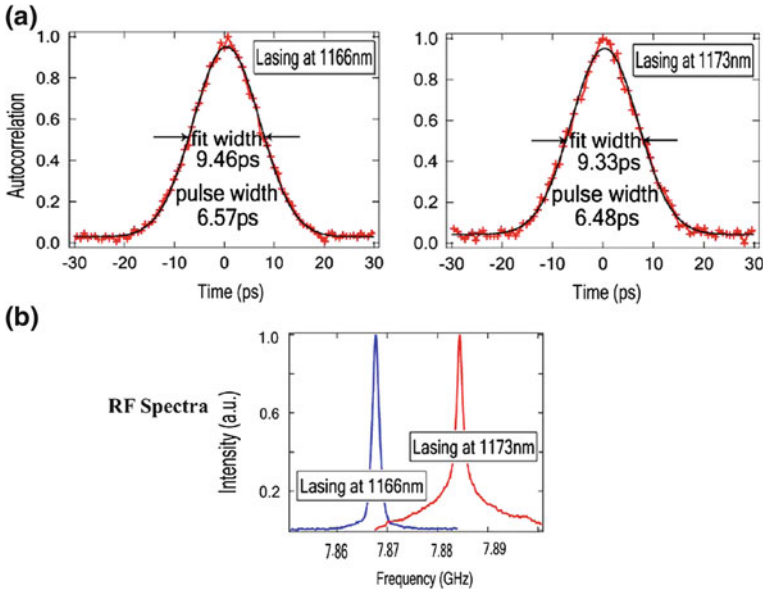 (a)
1.0
0.8
0.6
0.4
0.2
0.0
Autocorrelation
Lasing at 1166nm
fit width
9.46ps
pulse width
6.57ps
-30 -20 -10 0 10 20 30
Time (ps)
1.0
0.8
0.6
0.4
0.2
0.0
Lasing at 1173nm
fit width
9.33ps
pulse width
6.48ps
-30 -20 -10 0 10 20 30
Time (ps)
(b)
RF Spectra
1.0
0.6
0.2
Intensity (a.u.)
Lasing at 1173nm
Lasing at 1166nm
7.86 7.87 7.88 7.89
Frequency (GHz)